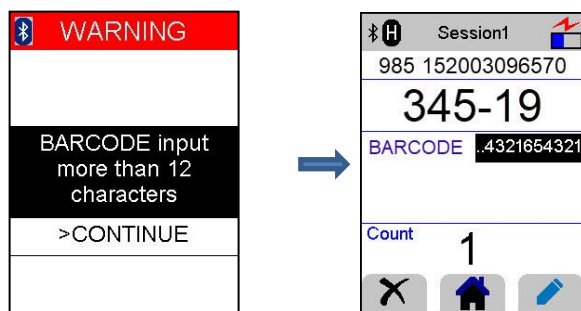 WARNING
BARCODE input
more than 12
characters
>CONTINUE
H Session1
985 152003096570
345-19
BARCODE ..4321654321
Count 1